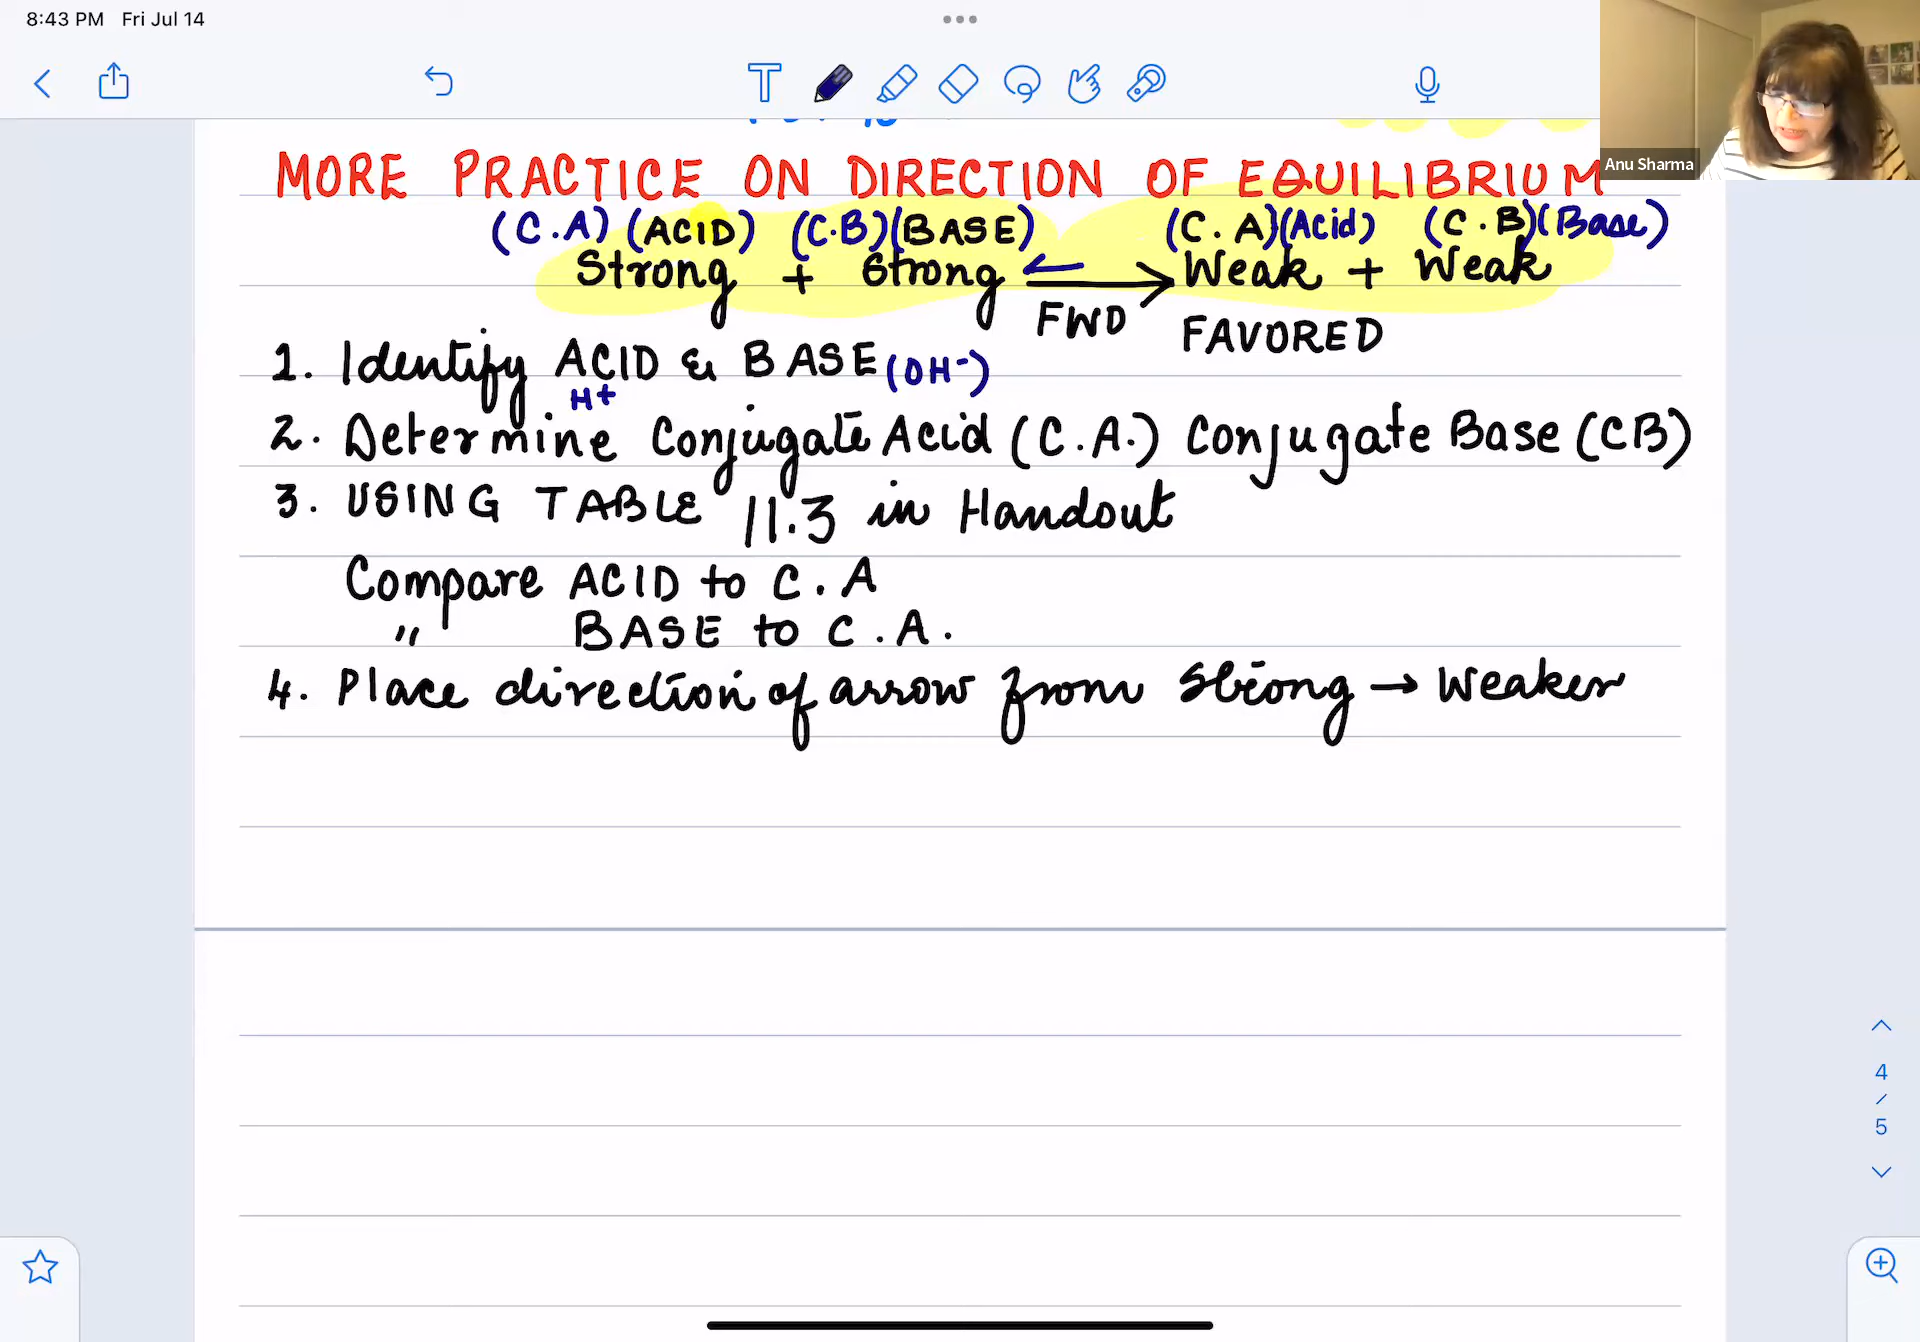 8:43 PM Fri Jul 14
Anu Sharma
MORE PRACTICE ON DIRECTION OF EQUILIBRIUM
(C.A) (ACID) (C.B)(BASE) (C.A)(Acid) (C.B)(Base)
Strong + Strong Weak + Weak
FWD FAVORED
1. Identify ACID & BASE (OH-)
H+
2. Determine Conjugate Acid (C.A.) Conjugate Base (CB)
3. USING TABLE 11.3 in Handout
Compare ACID to C.A
" BASE to C.A.
4. Place direction of arrow from Strong → Weaker
4
/
5